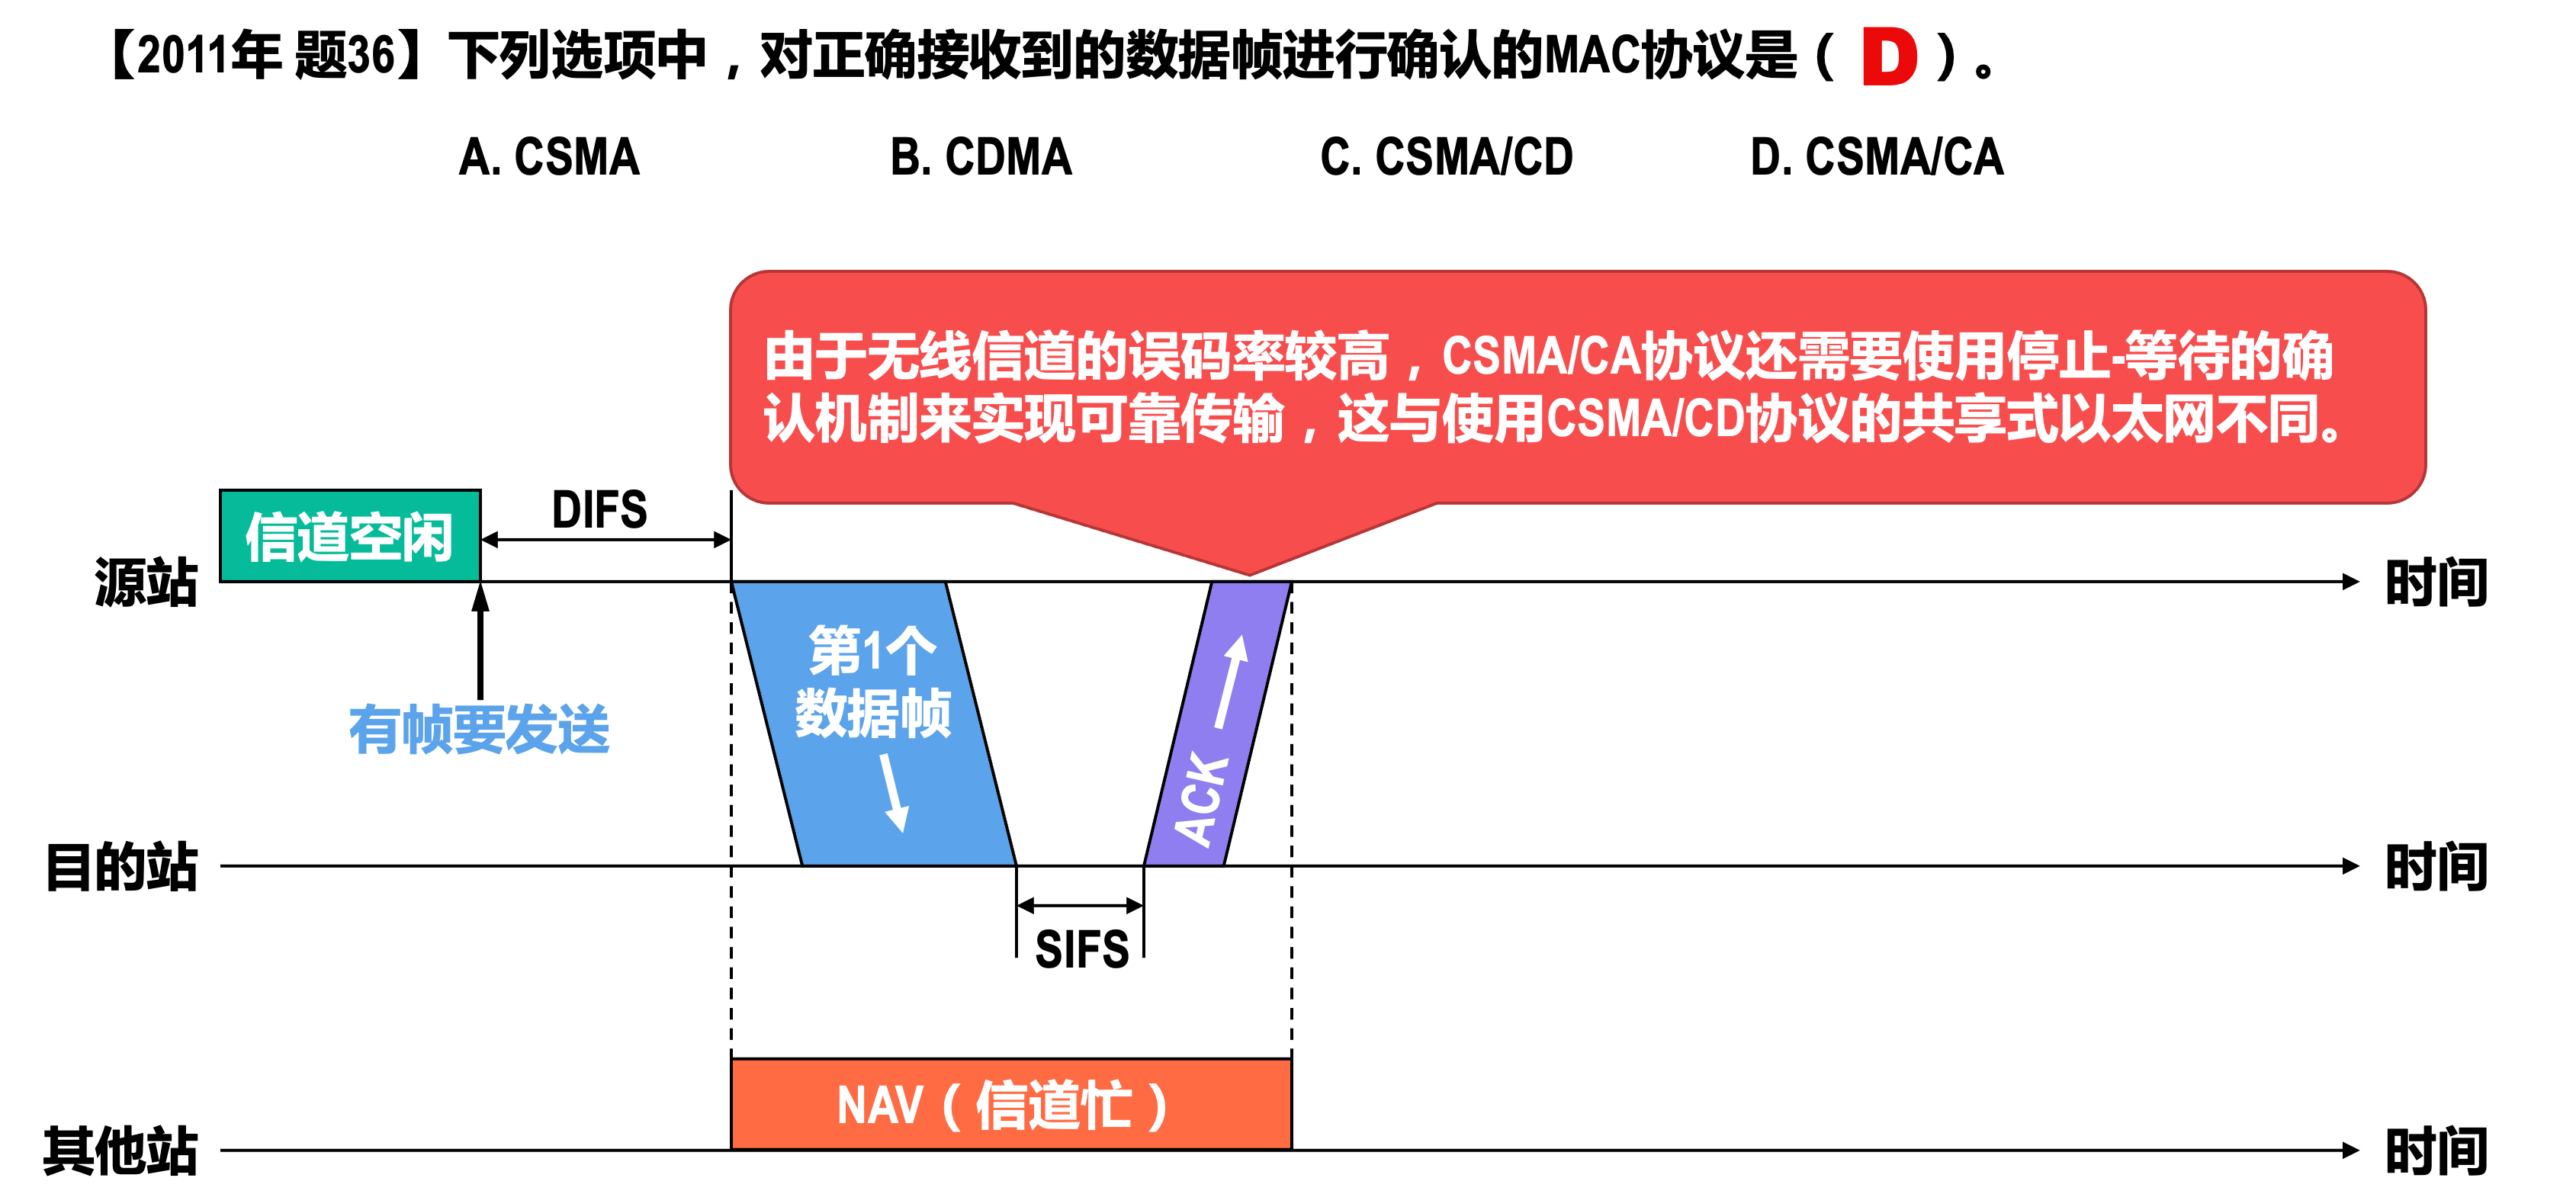 【2011年 题36】下列选项中，对正确接收到的数据帧进行确认的MAC协议是（ D ）。
A. CSMA B. CDMA C. CSMA/CD D. CSMA/CA
由于无线信道的误码率较高，CSMA/CA协议还需要使用停止-等待的确
认机制来实现可靠传输，这与使用CSMA/CD协议的共享式以太网不同。
信道空闲
DIFS
源站
时间
有帧要发送
第1个
数据帧
ACK
目的站
时间
SIFS
NAV（信道忙）
其他站
时间